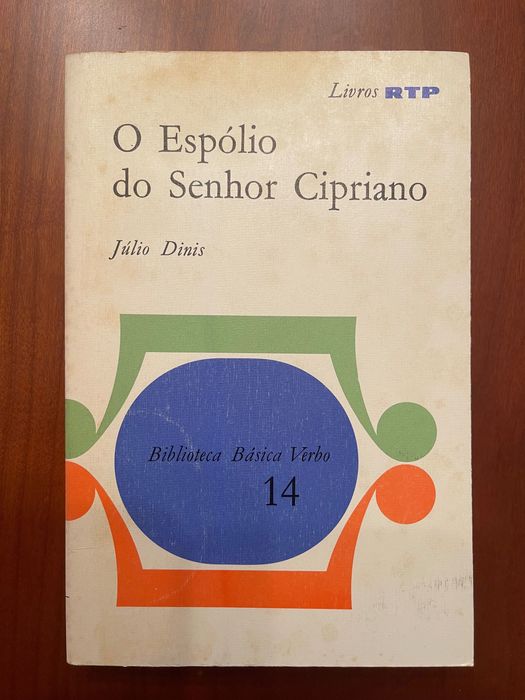 Livros RTP
O Espólio
do Senhor Cipriano
Júlio Dinis
Biblioteca Básica Verbo
14